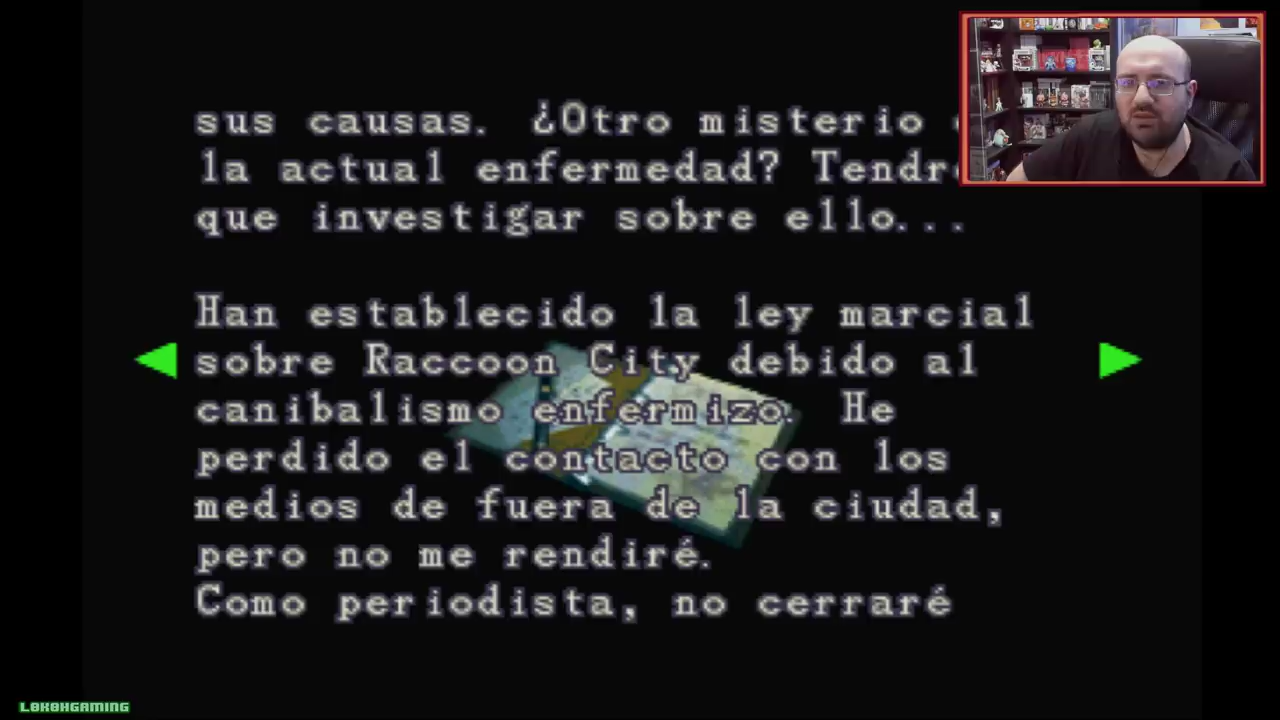 sus causas. ¿Otro misterio
la actual enfermedad?
que investigar sobre ello...
Han establecido la ley marcial
sobre Raccoon City debido al
canibalismo enfermizo. He
perdido el contacto con los
medios de fuera de la ciudad,
pero no me rendiré.
Como periodista, no cerraré
L0K0XGAMING